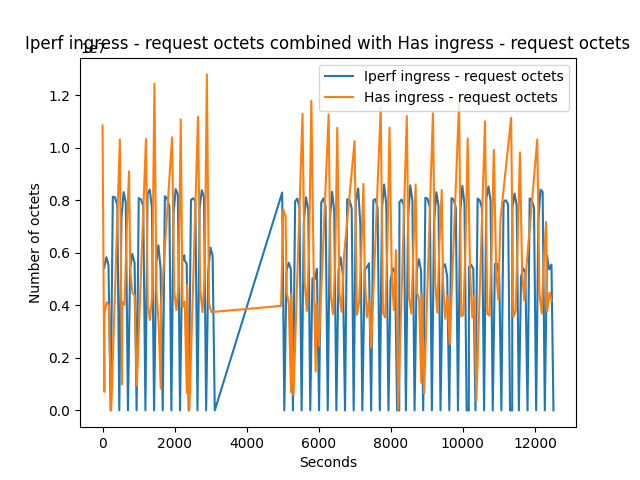 Iperf ingress - request octets combined with Has ingress - request octets
1e7
Iperf ingress - request octets
Has ingress - request octets
Number of octets
1.2
1.0
0.8
0.6
0.4
0.2
0.0
0 2000 4000 6000 8000 10000 12000
Seconds